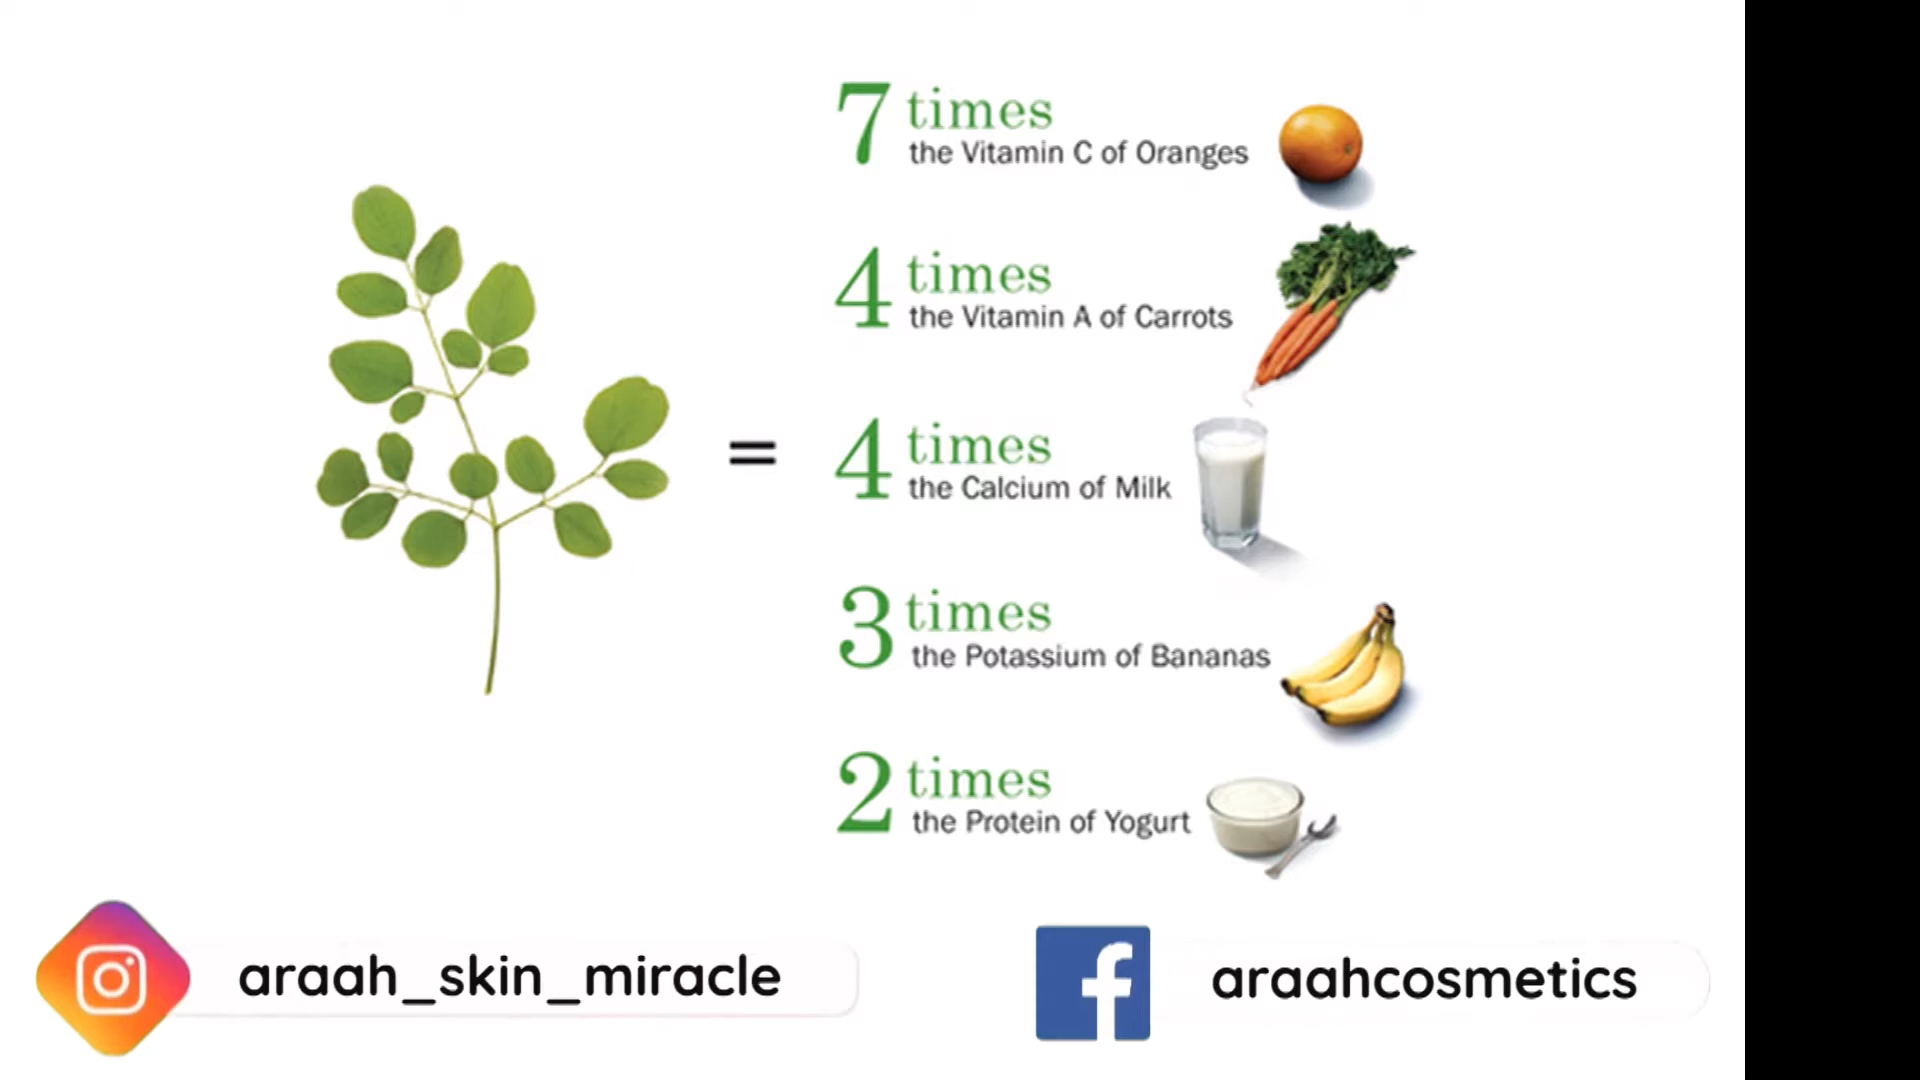 7 times
the Vitamin C of Oranges
4 times
the Vitamin A of Carrots
=
4 times
the Calcium of Milk
3 times
the Potassium of Bananas
2 times
the Protein of Yogurt
araah_skin_miracle
araahcosmetics